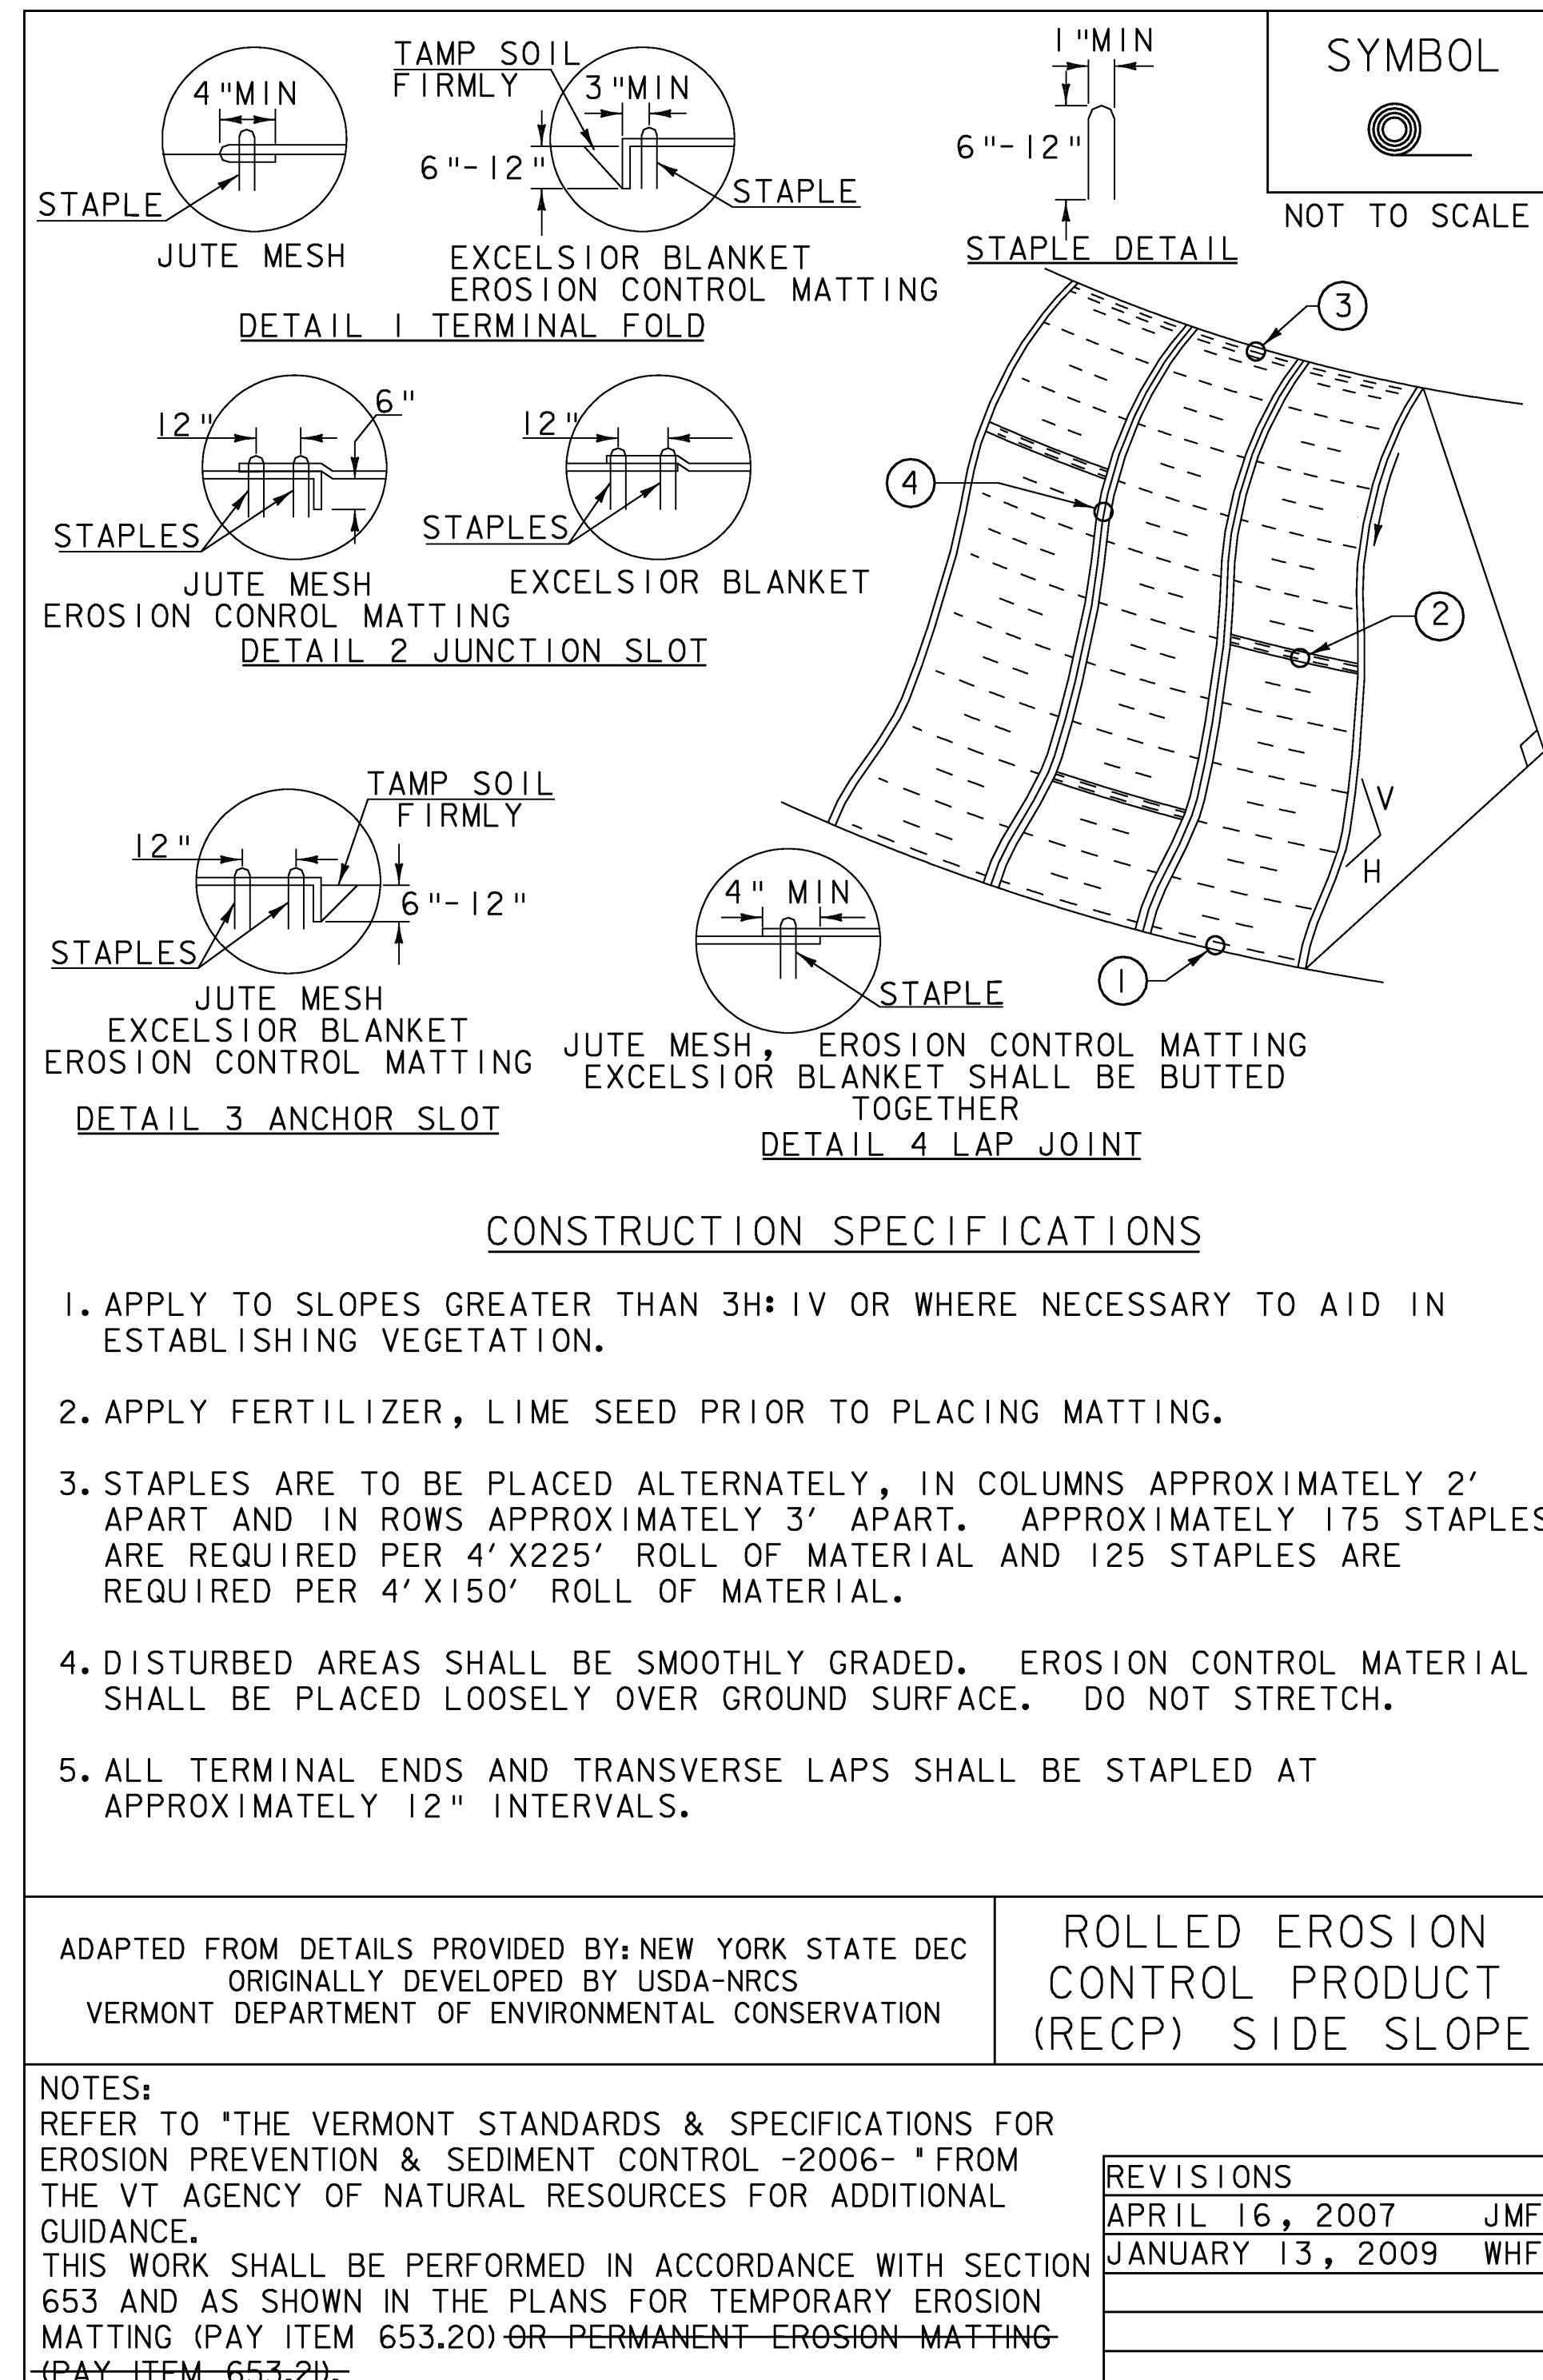 4"MIN
STAPLE
JUTE MESH
TAMP SOIL
FIRMLY
3"MIN
6"-12"
STAPLE
EXCELSIOR BLANKET
EROSION CONTROL MATTING
DETAIL 1 TERMINAL FOLD
1"MIN
6"-12"
STAPLE DETAIL
SYMBOL
NOT TO SCALE
12"
6"
STAPLES
JUTE MESH
EROSION CONROL MATTING
12"
STAPLES
EXCELSIOR BLANKET
DETAIL 2 JUNCTION SLOT
3
4
2
V
H
1
TAMP SOIL
FIRMLY
12"
6"-12"
STAPLES
JUTE MESH
EXCELSIOR BLANKET
EROSION CONTROL MATTING
DETAIL 3 ANCHOR SLOT
4" MIN
STAPLE
JUTE MESH, EROSION CONTROL MATTING
EXCELSIOR BLANKET SHALL BE BUTTED
TOGETHER
DETAIL 4 LAP JOINT
CONSTRUCTION SPECIFICATIONS
1. APPLY TO SLOPES GREATER THAN 3H:1V OR WHERE NECESSARY TO AID IN
ESTABLISHING VEGETATION.
2. APPLY FERTILIZER, LIME SEED PRIOR TO PLACING MATTING.
3. STAPLES ARE TO BE PLACED ALTERNATELY, IN COLUMNS APPROXIMATELY 2'
APART AND IN ROWS APPROXIMATELY 3' APART. APPROXIMATELY 175 STAPLES
ARE REQUIRED PER 4'X225' ROLL OF MATERIAL AND 125 STAPLES ARE
REQUIRED PER 4'X150' ROLL OF MATERIAL.
4. DISTURBED AREAS SHALL BE SMOOTHLY GRADED. EROSION CONTROL MATERIAL
SHALL BE PLACED LOOSELY OVER GROUND SURFACE. DO NOT STRETCH.
5. ALL TERMINAL ENDS AND TRANSVERSE LAPS SHALL BE STAPLED AT
APPROXIMATELY 12" INTERVALS.
ADAPTED FROM DETAILS PROVIDED BY: NEW YORK STATE DEC
ORIGINALLY DEVELOPED BY USDA-NRCS
VERMONT DEPARTMENT OF ENVIRONMENTAL CONSERVATION
ROLLED EROSION
CONTROL PRODUCT
(RECP) SIDE SLOPE
NOTES:
REFER TO "THE VERMONT STANDARDS & SPECIFICATIONS FOR
EROSION PREVENTION & SEDIMENT CONTROL -2006- " FROM
THE VT AGENCY OF NATURAL RESOURCES FOR ADDITIONAL
GUIDANCE.
THIS WORK SHALL BE PERFORMED IN ACCORDANCE WITH SECTION
653 AND AS SHOWN IN THE PLANS FOR TEMPORARY EROSION
MATTING (PAY ITEM 653.20) OR PERMANENT EROSION MATTING
(PAY ITEM 653.21).
REVISIONS
APRIL 16, 2007 JMF
JANUARY 13, 2009 WHF